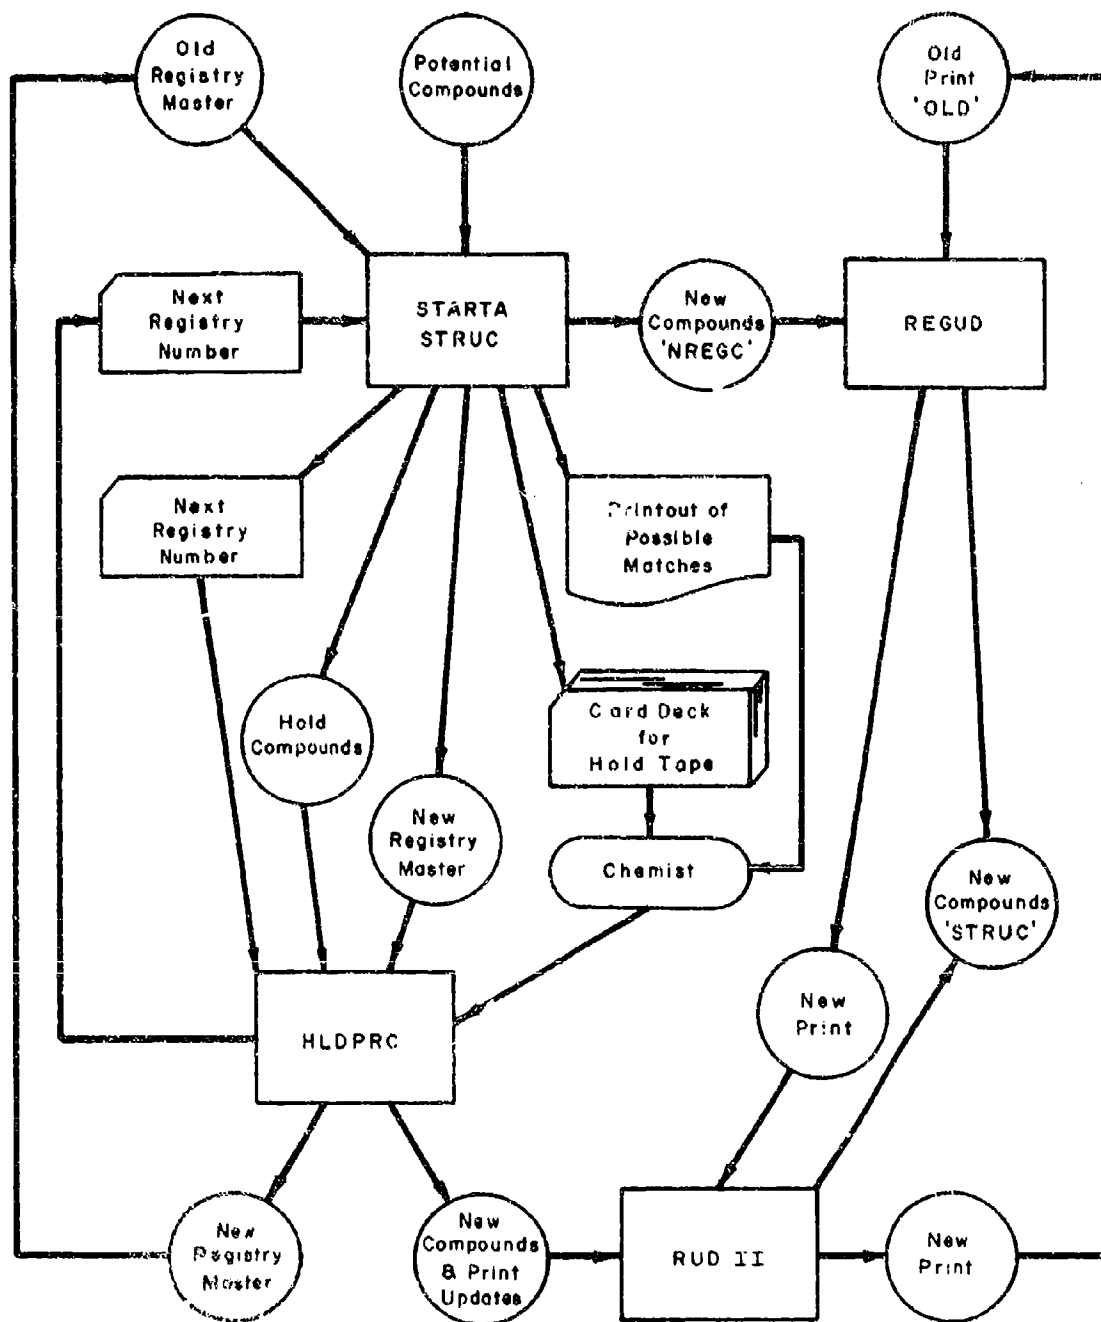 Old
Registry
Master
Potential
Compounds
Old
Print
'OLD'
Next
Registry
Number
STARTA
STRUC
New
Compounds
'NREGC'
REGUD
Next
Registry
Number
Printout of
Possible
Matches
Hold
Compounds
Card Deck
for
Hold Tape
New
Registry
Master
Chemist
New
Compounds
'STRUC'
New
Print
HLDPRC
New
Registry
Master
New
Compounds
& Print
Updates
RUD II
New
Print